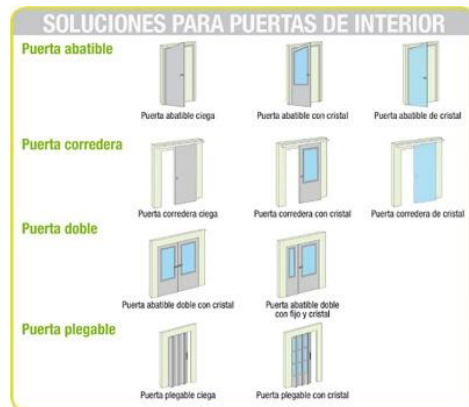 SOLUCIONES PARA PUERTAS DE INTERIOR
Puerta abatible
Puerta abatible ciega
Puerta abatible con cristal
Puerta abatible de cristal
Puerta corredera
Puerta corredera ciega
Puerta corredera con cristal
Puerta corredera de cristal
Puerta doble
Puerta abatible doble con cristal
Puerta abatible doble
con fijo y cristal
Puerta plegable
Puerta plegable ciega
Puerta plegable con cristal